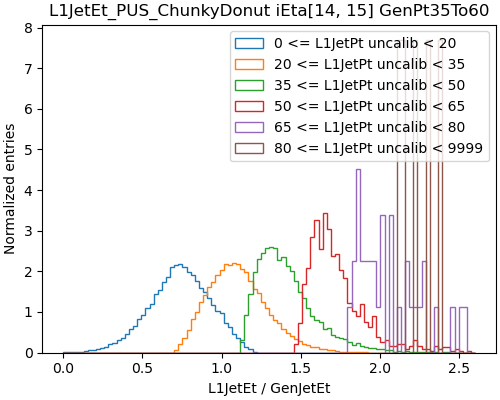 L1JetEt_PUS_ChunkyDonut iEta[14, 15] GenPt35To60
8
7
6
5
4
3
2
1
0
Normalized entries
0 <= L1JetPt uncalib < 20
20 <= L1JetPt uncalib < 35
35 <= L1JetPt uncalib < 50
50 <= L1JetPt uncalib < 65
65 <= L1JetPt uncalib < 80
80 <= L1JetPt uncalib < 9999
0.0 0.5 1.0 1.5 2.0 2.5
L1JetEt / GenJetEt